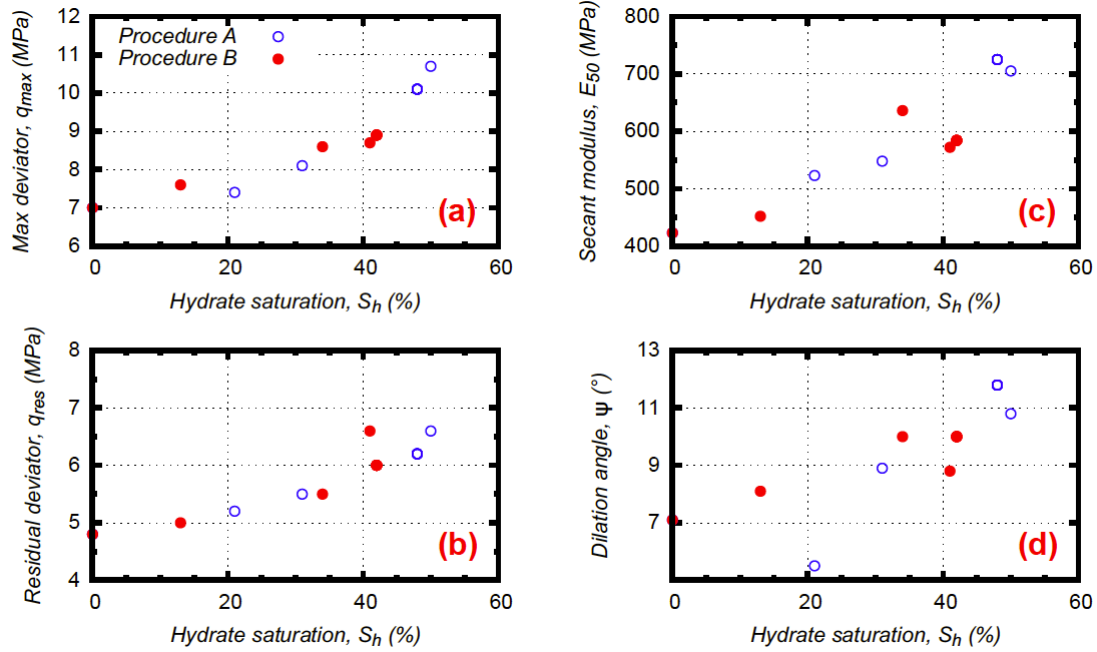 Max deviator, qmax (MPa)
12
11
10
9
8
7
6
Procedure A
Procedure B
(a)
0
20
40
60
Hydrate saturation, Sh (%)
Secant modulus, E50 (MPa)
800
700
600
500
400
(c)
0
20
40
60
Hydrate saturation, Sh (%)
Residual deviator, qres (MPa)
8
7
6
5
4
(b)
0
20
40
60
Hydrate saturation, Sh (%)
Dilation angle, Ψ (°)
13
11
9
7
(d)
0
20
40
60
Hydrate saturation, Sh (%)